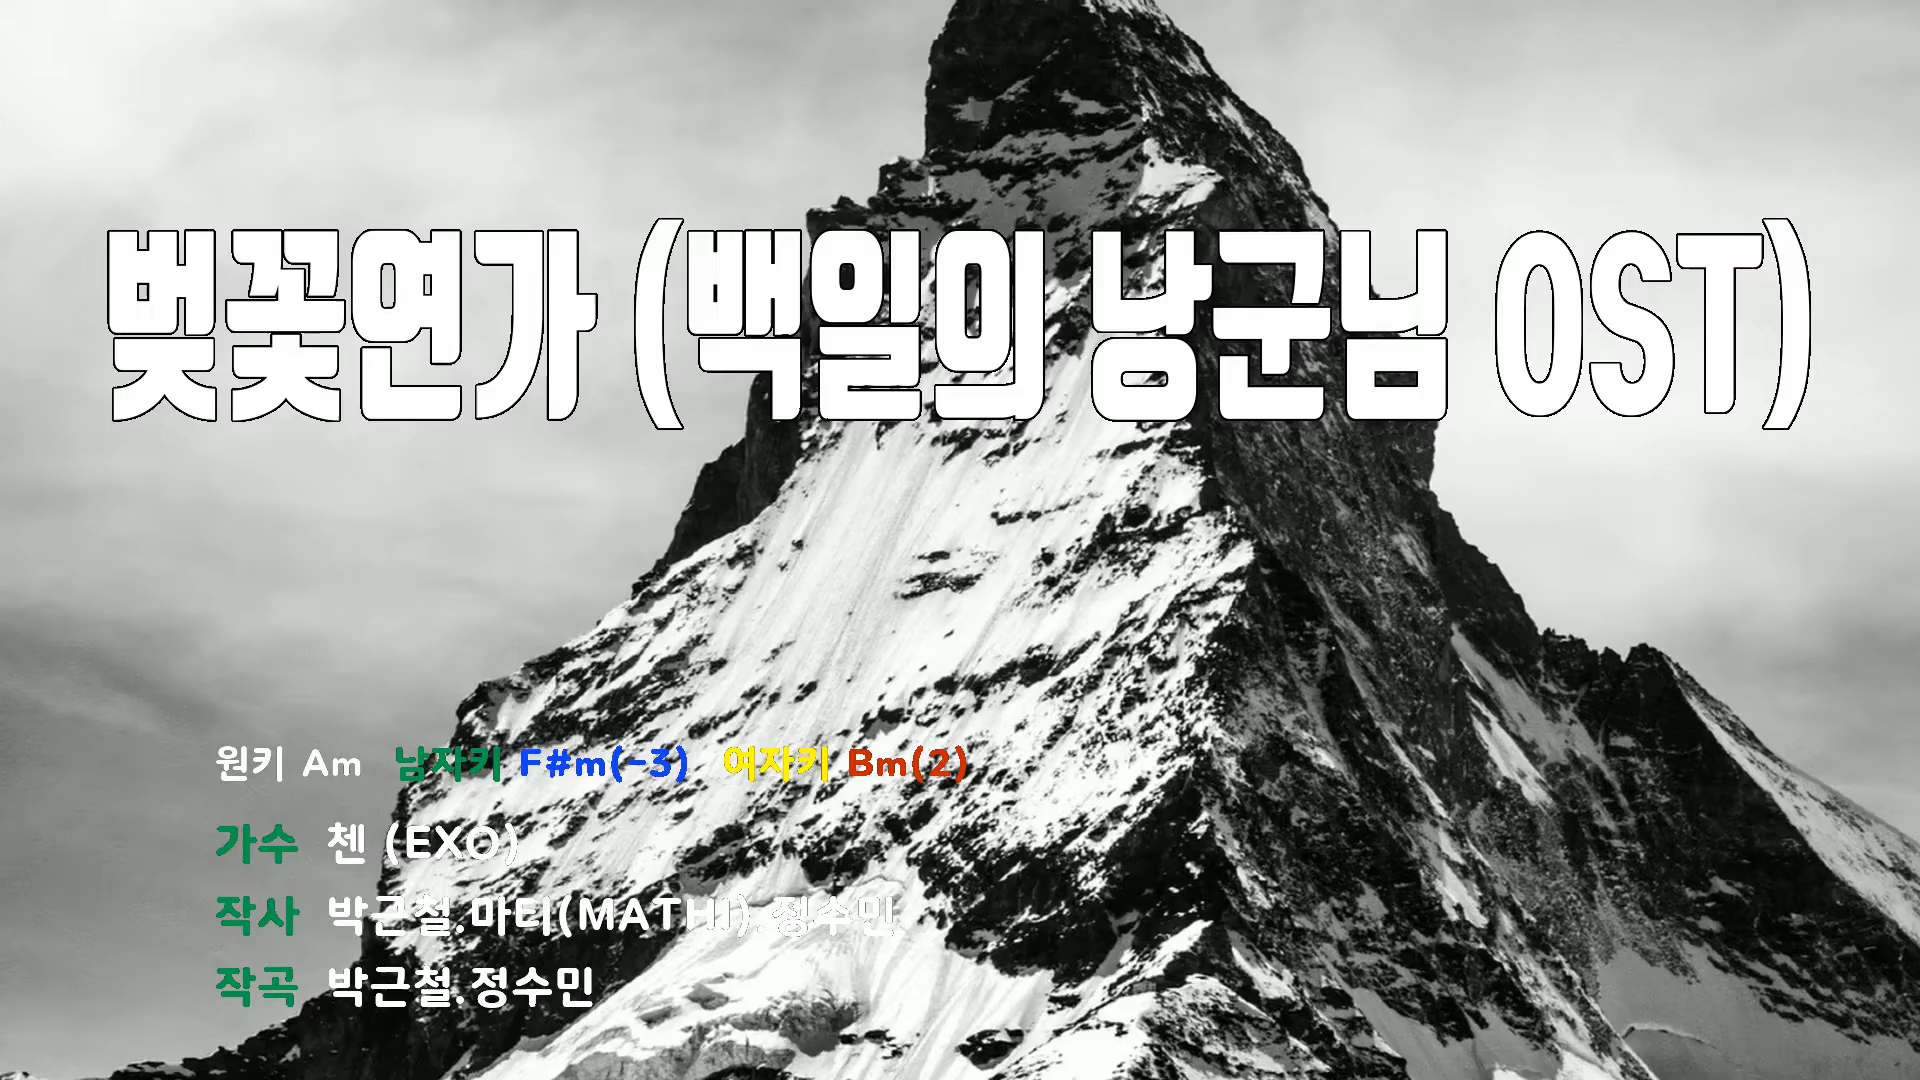 벚꽃연가 (백일의 낭군님 OST)
원키 Am 남자키 F#m(-3) 여자키 Bm(2)
가수 첸 (EXO)
작사 박근철.마티(MATHI).정수민
작곡 박근철.정수민